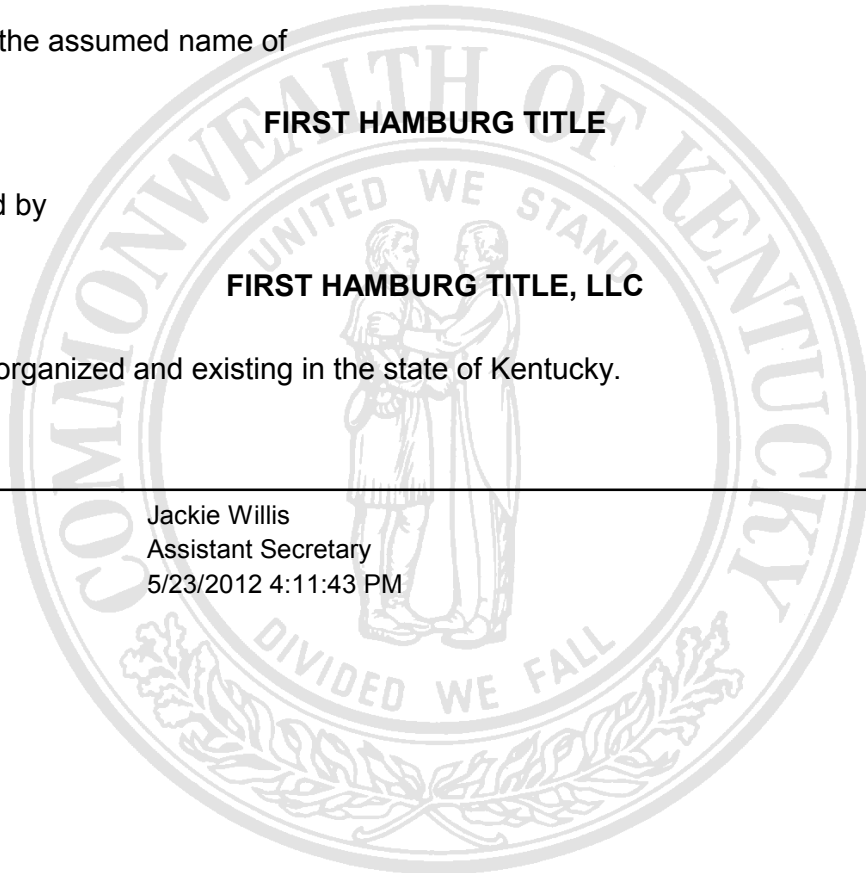 the assumed name of
FIRST HAMBURG TITLE
d by
FIRST HAMBURG TITLE, LLC
organized and existing in the state of Kentucky.
Jackie Willis
Assistant Secretary
5/23/2012 4:11:43 PM
COMMONWEALTH OF KENTUCKY
UNITED WE STAND
DIVIDED WE FALL